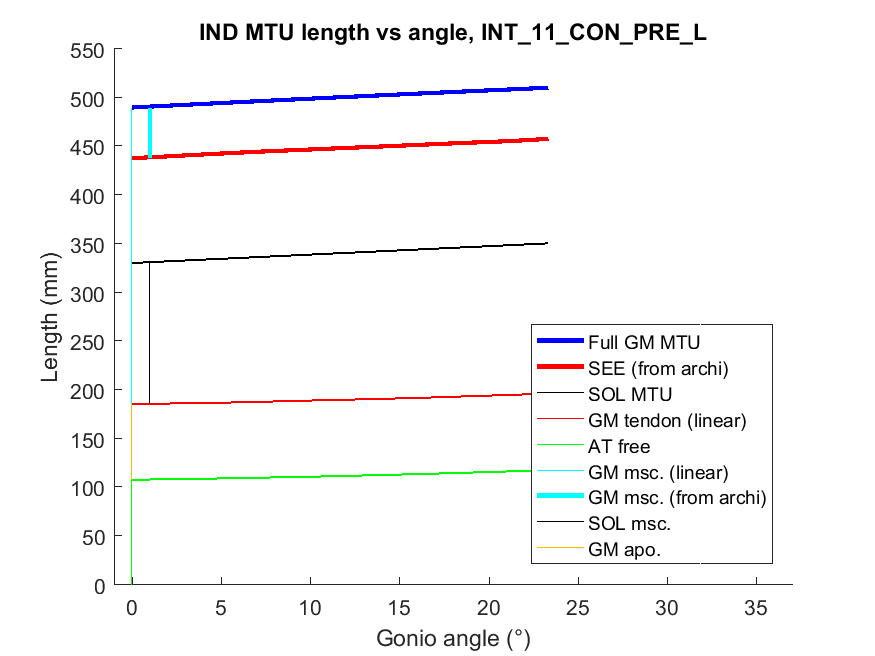 IND MTU length vs angle, INT_11_CON_PRE_L
550
500
450
400
350
300
250
200
150
100
50
0
Length (mm)
Full GM MTU
SEE (from archi)
SOL MTU
GM tendon (linear)
AT free
GM msc. (linear)
GM msc. (from archi)
SOL msc.
GM apo.
0 5 10 15 20 25 30 35
Gonio angle (°)